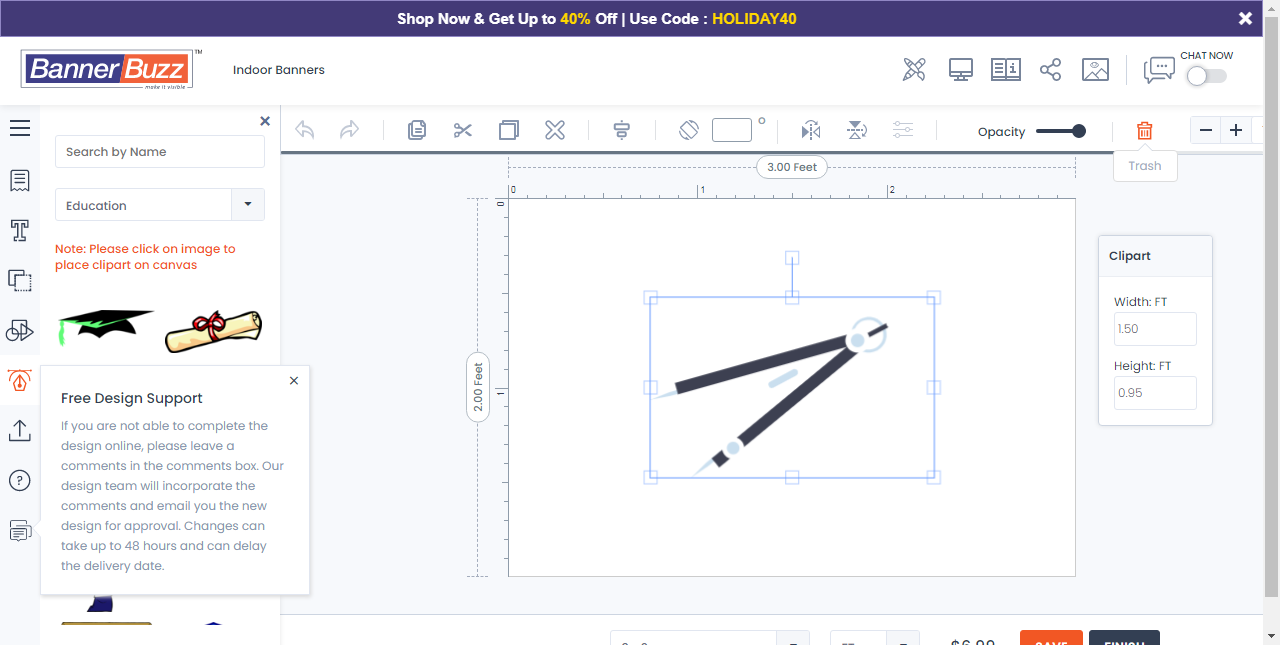 Shop Now & Get Up to 40% Off | Use Code : HOLIDAY40
BannerBuzz
TM
make it visible
Indoor Banners
CHAT NOW
Search by Name
Education
Note: Please click on image to
place clipart on canvas
Opacity
Trash
3.00 Feet
0
1
2
0
2.00 Feet
1
Clipart
Width: FT
1.50
Height: FT
0.95
Free Design Support
If you are not able to complete the
design online, please leave a
comments in the comments box. Our
design team will incorporate the
comments and email you the new
design for approval. Changes can
take up to 48 hours and can delay
the delivery date.
SAVE
FINISH